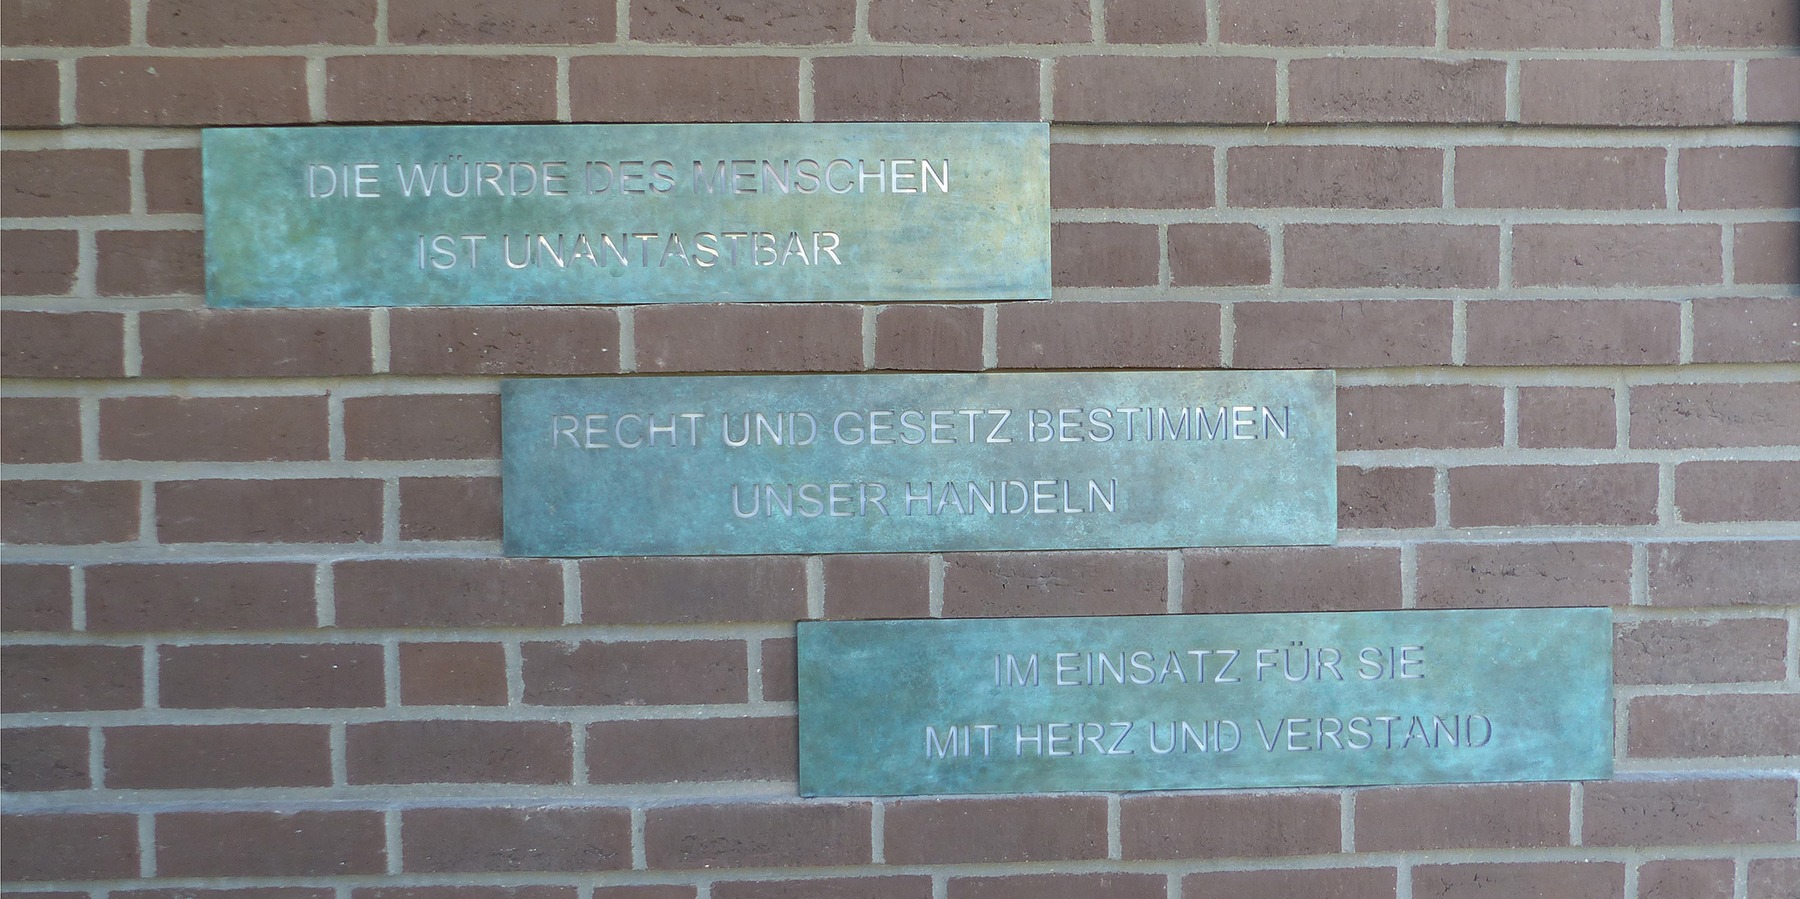 DIE WÜRDE DES MENSCHEN
IST UNANTASTBAR
RECHT UND GESETZ BESTIMMEN
UNSER HANDELN
IM EINSATZ FÜR SIE
MIT HERZ UND VERSTAND